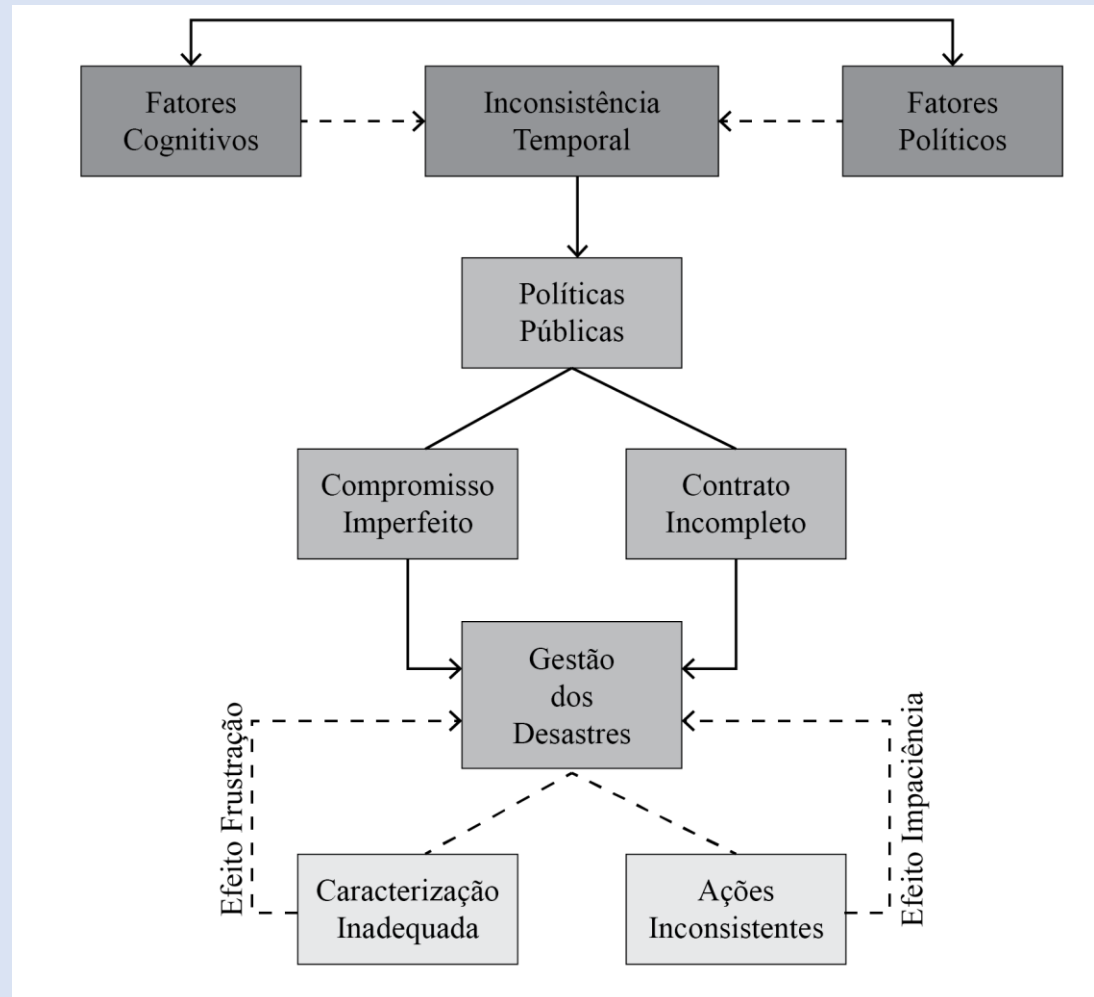 Fatores
Cognitivos
Inconsistência
Temporal
Fatores
Políticos
Políticas
Públicas
Compromisso
Imperfeito
Contrato
Incompleto
Gestão
dos
Desastres
Efeito Frustração
Efeito Impaciência
Caracterização
Inadequada
Ações
Inconsistentes